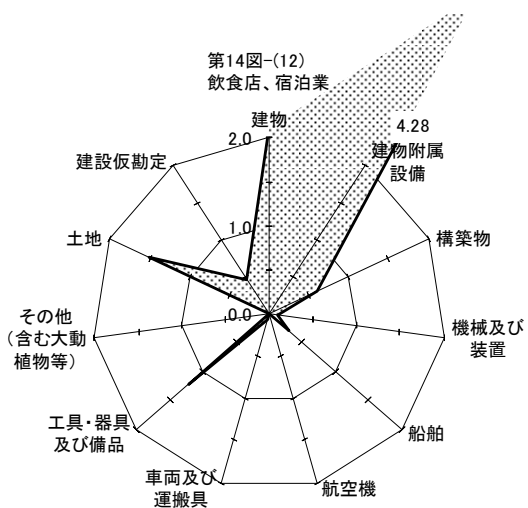 第14図-(12)
飲食店、宿泊業
建物
4.28
建物附属
設備
構築物
機械及び
装置
船舶
航空機
車両及び
運搬具
工具・器具
及び備品
その他
(含む大動
植物等)
土地
建設仮勘定
2.0
1.0
0.0